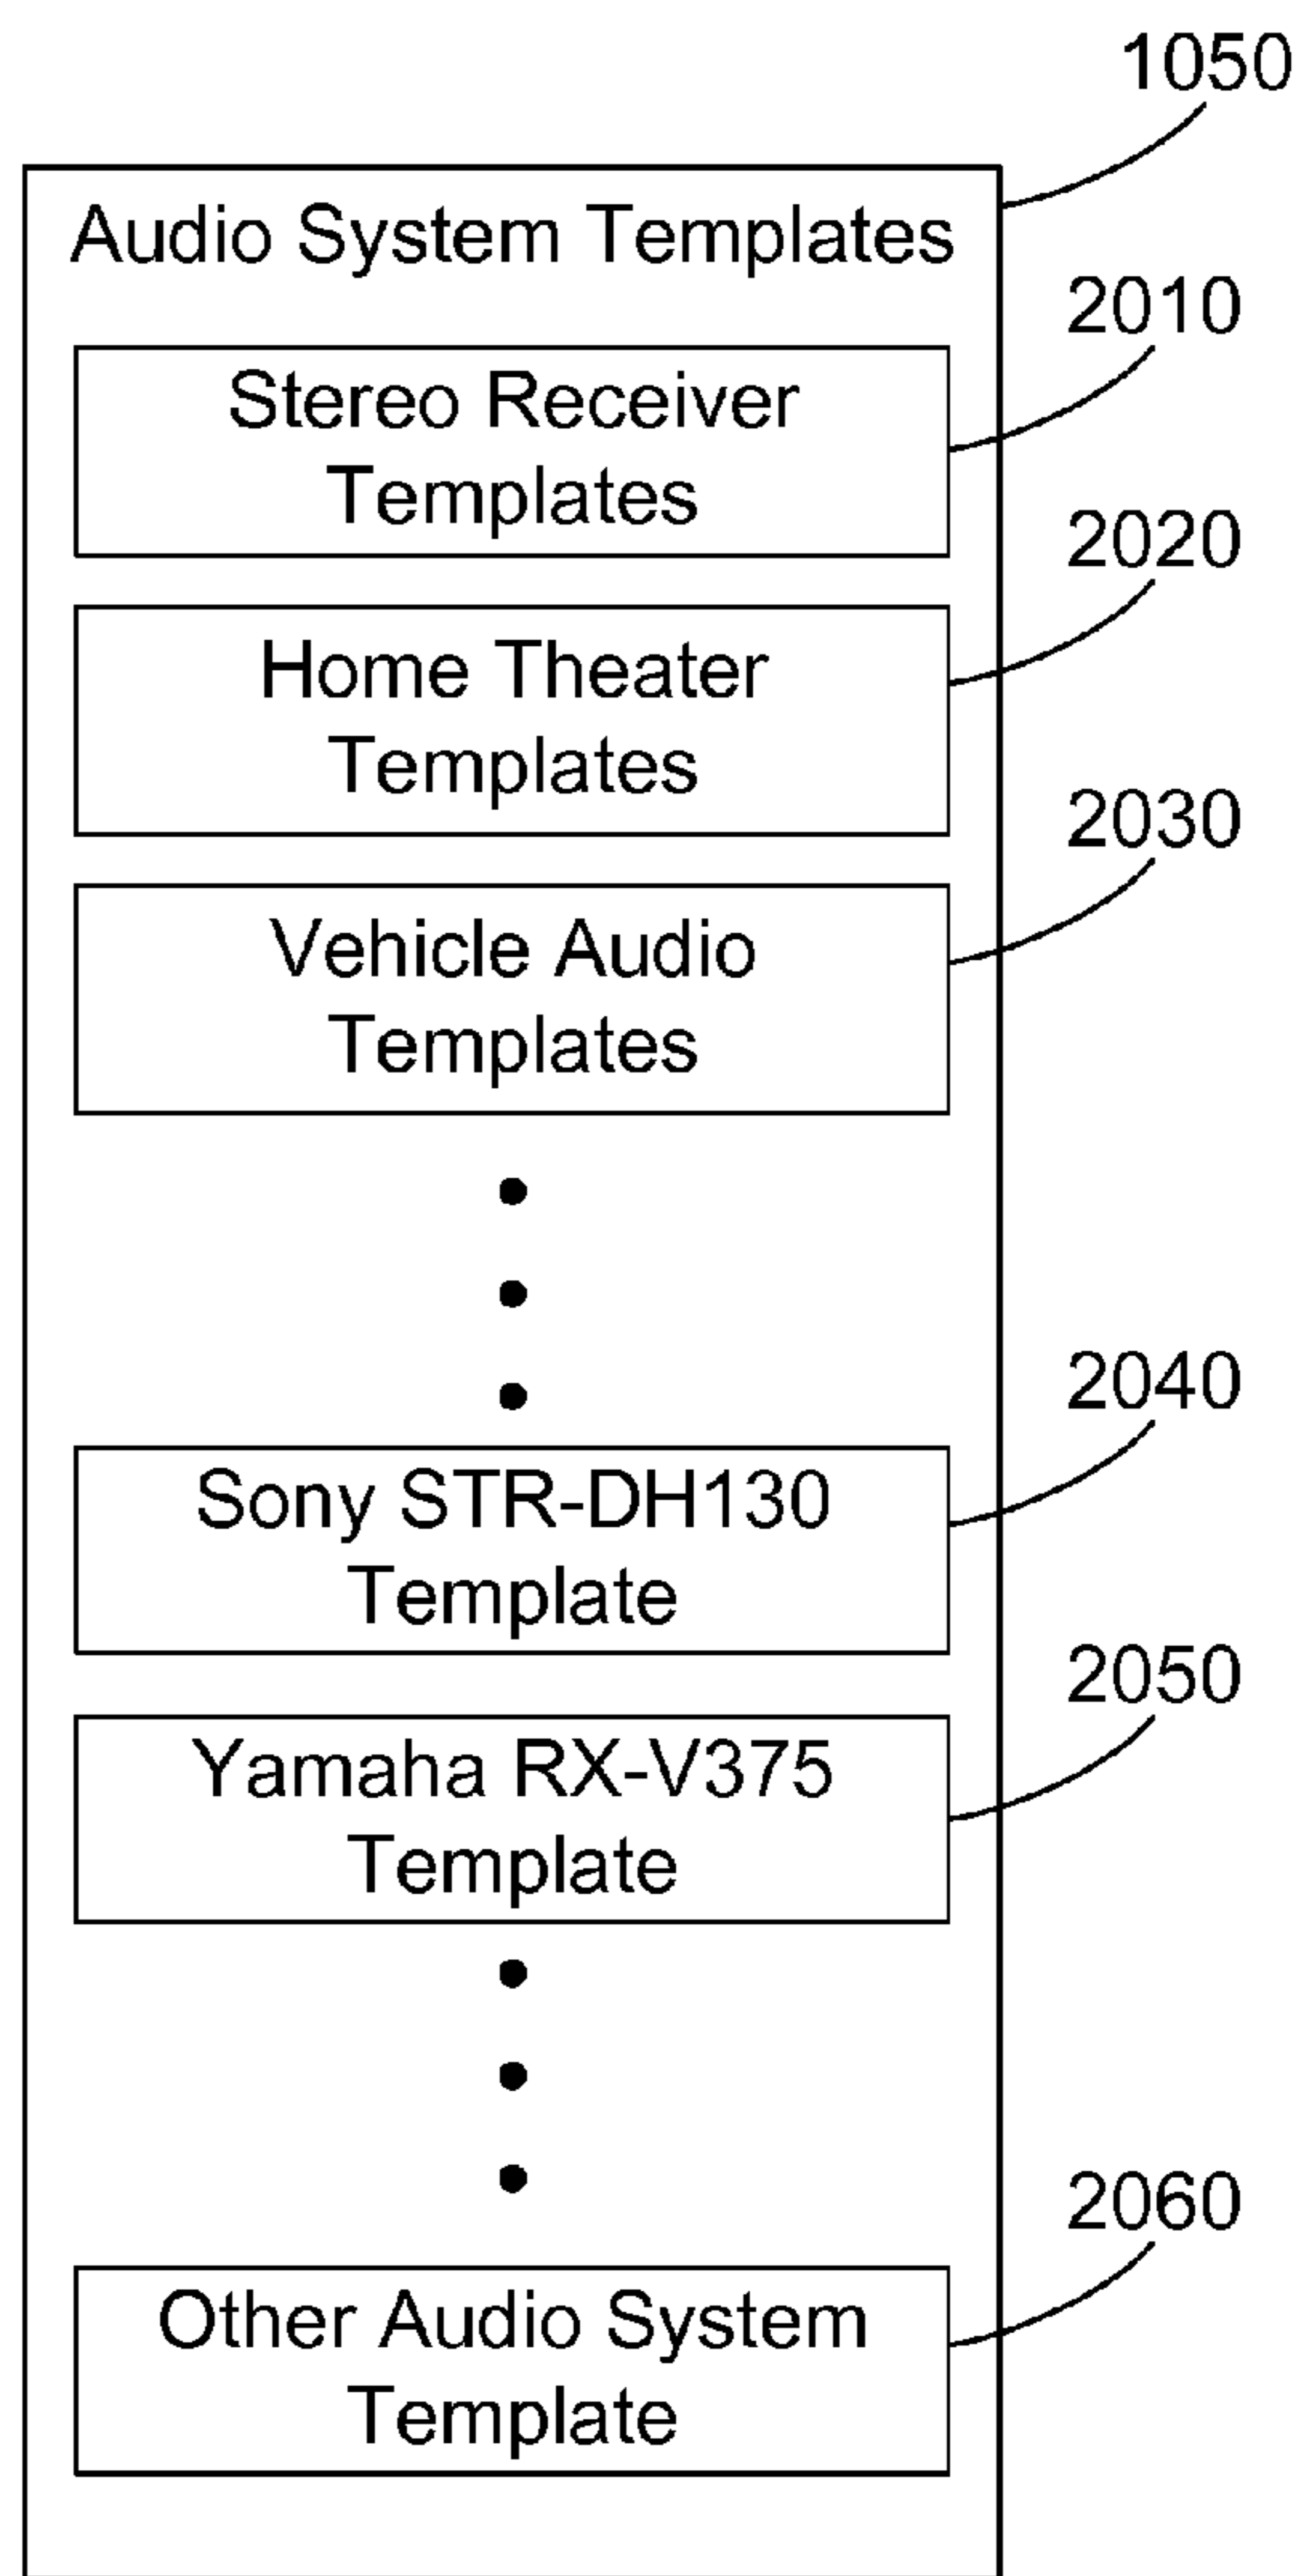 1050
Audio System Templates
2010
Stereo Receiver
Templates
2020
Home Theater
Templates
2030
Vehicle Audio
Templates
2040
Sony STR-DH130
Template
2050
Yamaha RX-V375
Template
2060
Other Audio System
Template